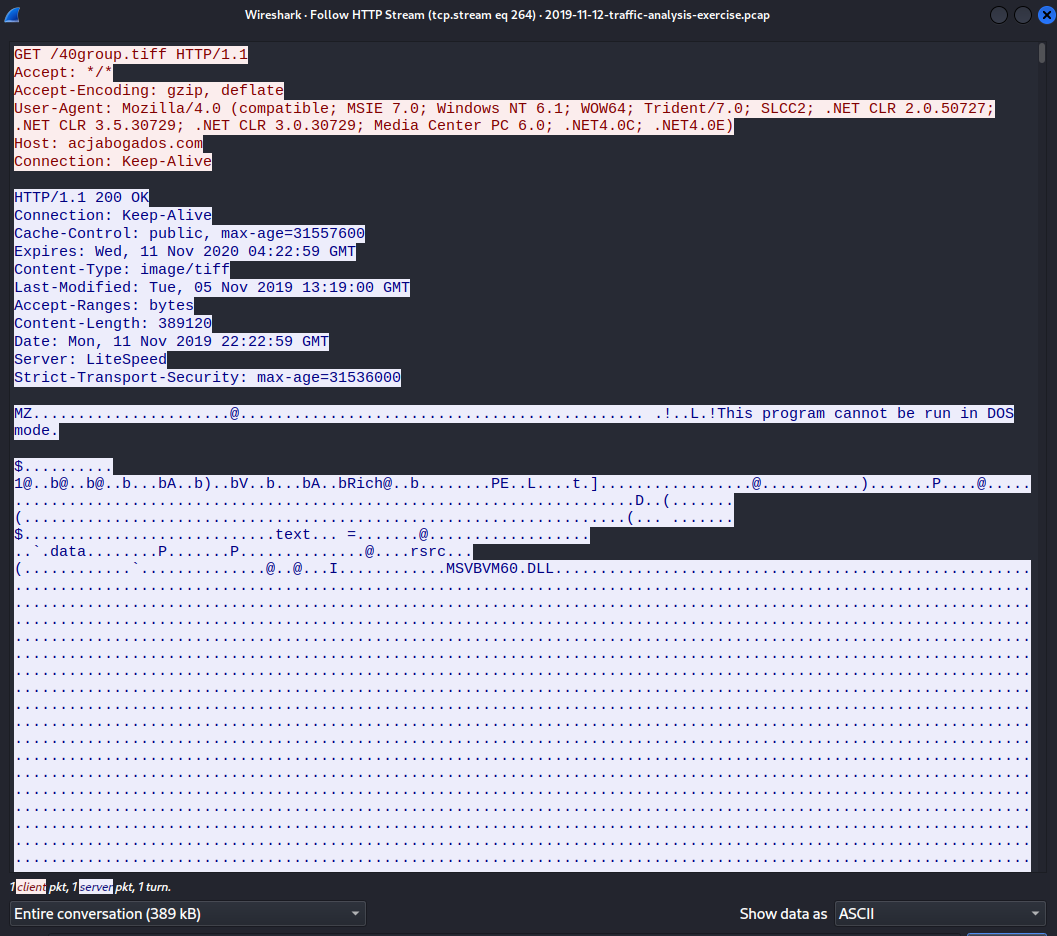 Wireshark · Follow HTTP Stream (tcp.stream eq 264) · 2019-11-12-traffic-analysis-exercise.pcap
GET /40group.tiff HTTP/1.1
Accept: */*
Accept-Encoding: gzip, deflate
User-Agent: Mozilla/4.0 (compatible; MSIE 7.0; Windows NT 6.1; WOW64; Trident/7.0; SLCC2; .NET CLR 2.0.50727;
.NET CLR 3.5.30729; .NET CLR 3.0.30729; Media Center PC 6.0; .NET4.0C; .NET4.0E)
Host: acjabogados.com
Connection: Keep-Alive
HTTP/1.1 200 OK
Connection: Keep-Alive
Cache-Control: public, max-age=31557600
Expires: Wed, 11 Nov 2020 04:22:59 GMT
Content-Type: image/tiff
Last-Modified: Tue, 05 Nov 2019 13:19:00 GMT
Accept-Ranges: bytes
Content-Length: 389120
Date: Mon, 11 Nov 2019 22:22:59 GMT
Server: LiteSpeed
Strict-Transport-Security: max-age=31536000
MZ......................@............................................. .!..L.!This program cannot be run in DOS
mode.
$..........
1@..b@..b@..b...bA..b)..bV..b...bA..bRich@..b........PE..L....t.].................@...........).......P....@.....
.....................................................................D..(.......
(...................................................................(... .......
$............................text... =.......@..................
..`.data........P.......P..............@....rsrc...
(............`..............@..@...I............MSVBVM60.DLL.....................................................
1 client pkt, 1 server pkt, 1 turn.
Entire conversation (389 kB)
Show data as ASCII